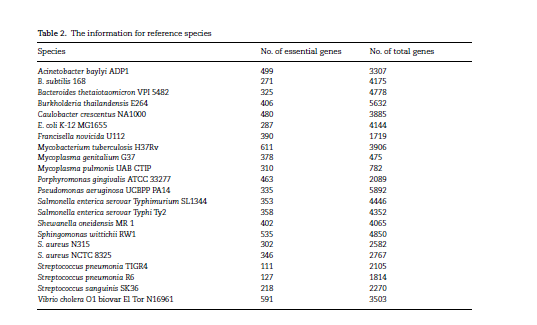 Table 2. The information for reference species
Species No. of essential genes No. of total genes
Acinetobacter baylyi ADP1 499 3307
B. subtilis 168 271 4175
Bacteroides thetaiotaomicron VPI 5482 325 4778
Burkholderia thailandensis E264 406 5632
Caulobacter crescentus NA1000 480 3885
E. coli K-12 MG1655 287 4144
Francisella novicida U112 390 1719
Mycobacterium tuberculosis H37Rv 611 3906
Mycoplasma genitalium G37 378 475
Mycoplasma pulmonis UAB CTIP 310 782
Porphyromonas gingivalis ATCC 33277 463 2089
Pseudomonas aeruginosa UCBPP PA14 335 5892
Salmonella enterica serovar Typhimurium SL1344 353 4446
Salmonella enterica serovar Typhi Ty2 358 4352
Shewanella oneidensis MR 1 402 4065
Sphingomonas wittichii RW1 535 4850
S. aureus N315 302 2582
S. aureus NCTC 8325 346 2767
Streptococcus pneumonia TIGR4 111 2105
Streptococcus pneumonia R6 127 1814
Streptococcus sanguinis SK36 218 2270
Vibrio cholera O1 biovar El Tor N16961 591 3503